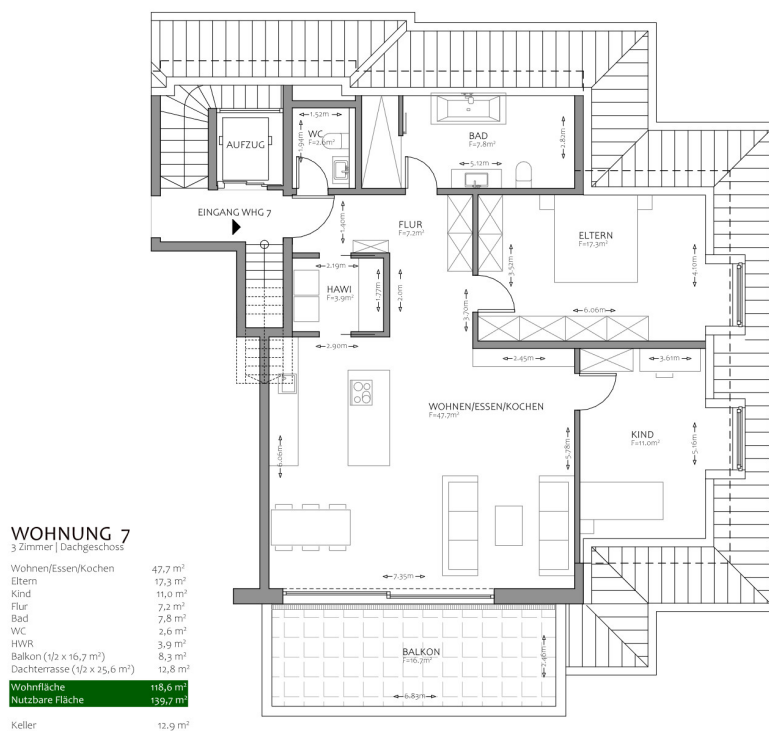 1.52m
WC
F=2.6m²
1.94m
AUFZUG
BAD
F=7.8m²
2.82m
5.12m
EINGANG WHG 7
1.40m
FLUR
F=7.2m²
ELTERN
F=17.3m²
3.52m
4.10m
2.19m
HAWI
F=3.9m²
1.77m
2.0m
3.70m
6.06m
2.90m
2.45m
3.61m
WOHNEN/ESSEN/KOCHEN
F=47.7m²
KIND
F=11.0m²
6.06m
5.78m
5.16m
7.35m
BALKON
F=16.7m²
2.46m
6.83m
WOHNUNG 7
3 Zimmer | Dachgeschoss
Wohnen/Essen/Kochen 47,7 m²
Eltern 17,3 m²
Kind 11,0 m²
Flur 7,2 m²
Bad 7,8 m²
WC 2,6 m²
HWR 3,9 m²
Balkon (1/2 x 16,7 m²) 8,3 m²
Dachterrasse (1/2 x 25,6 m²) 12,8 m²
Wohnfläche 118,6 m²
Nutzbare Fläche 139,7 m²
Keller 12,9 m²